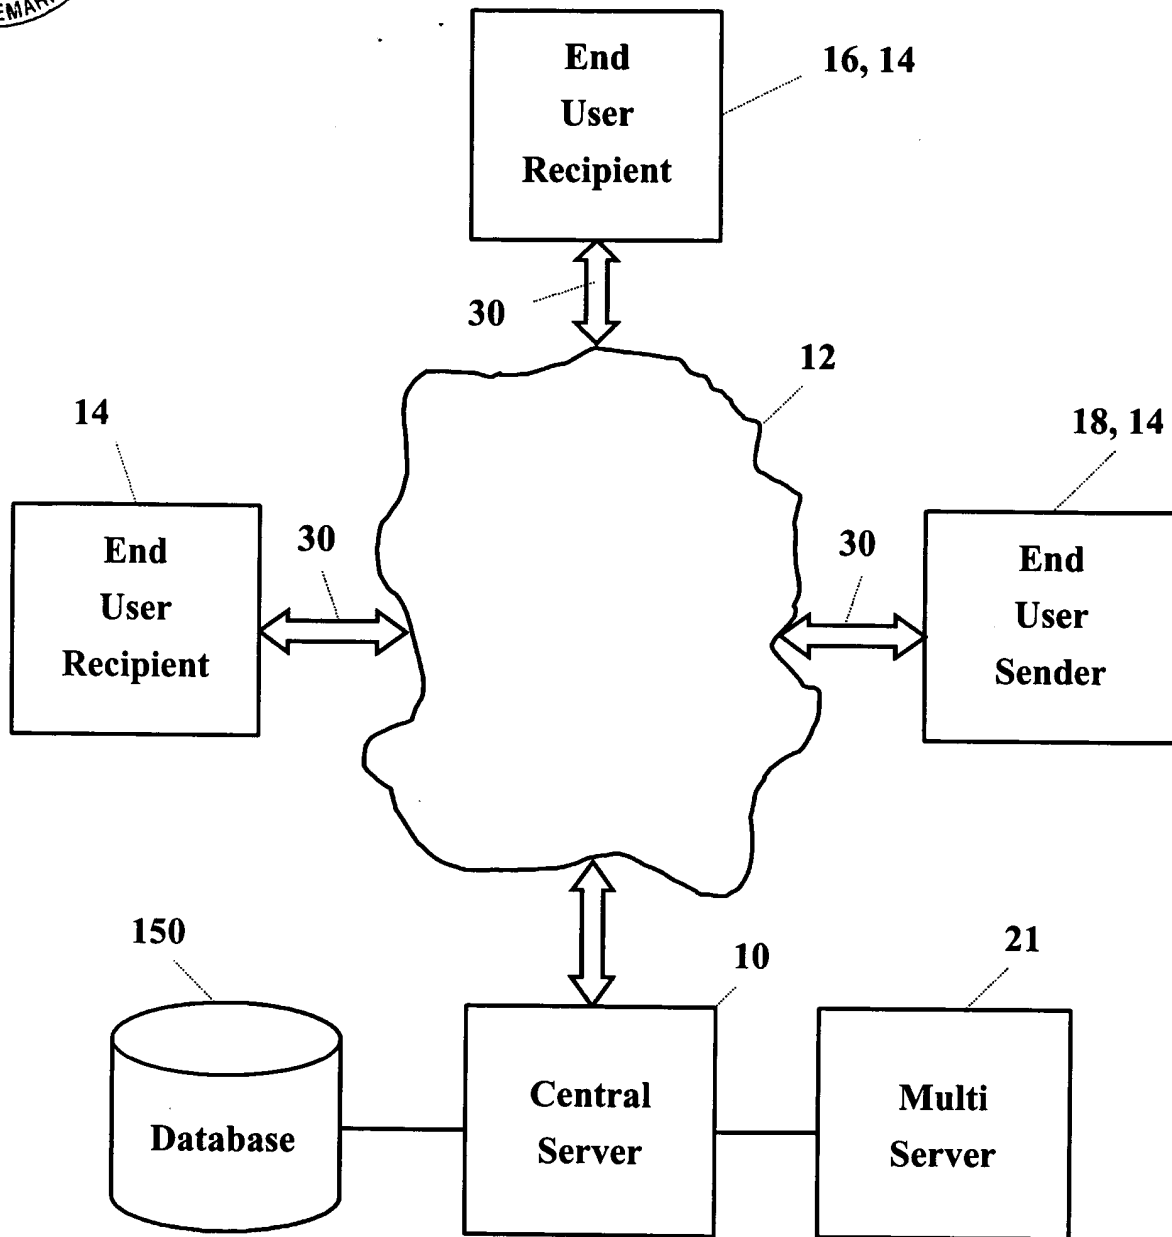 End
User
Recipient
16, 14
30
12
14
End
User
Recipient
30
30
18, 14
End
User
Sender
150
Database
10
Central
Server
21
Multi
Server